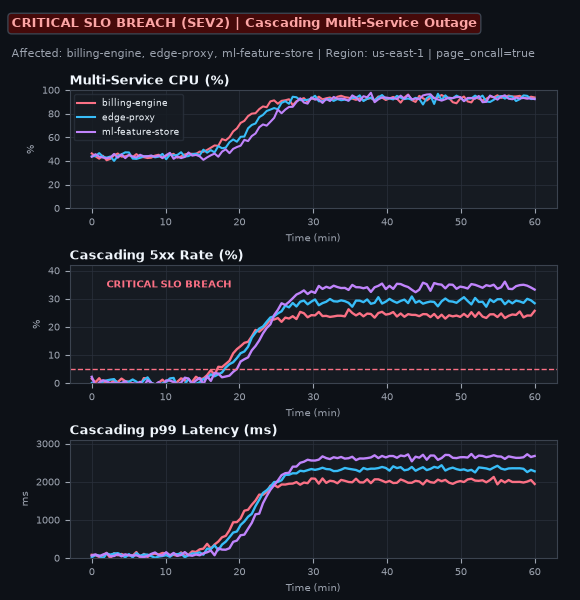 CRITICAL SLO BREACH (SEV2) | Cascading Multi-Service Outage
Affected: billing-engine, edge-proxy, ml-feature-store | Region: us-east-1 | page_oncall=true
Multi-Service CPU (%)
100
80
60
40
20
0
%
billing-engine
edge-proxy
ml-feature-store
0 10 20 30 40 50 60
Time (min)
Cascading 5xx Rate (%)
40
30
20
10
0
%
CRITICAL SLO BREACH
0 10 20 30 40 50 60
Time (min)
Cascading p99 Latency (ms)
3000
2000
1000
0
ms
0 10 20 30 40 50 60
Time (min)